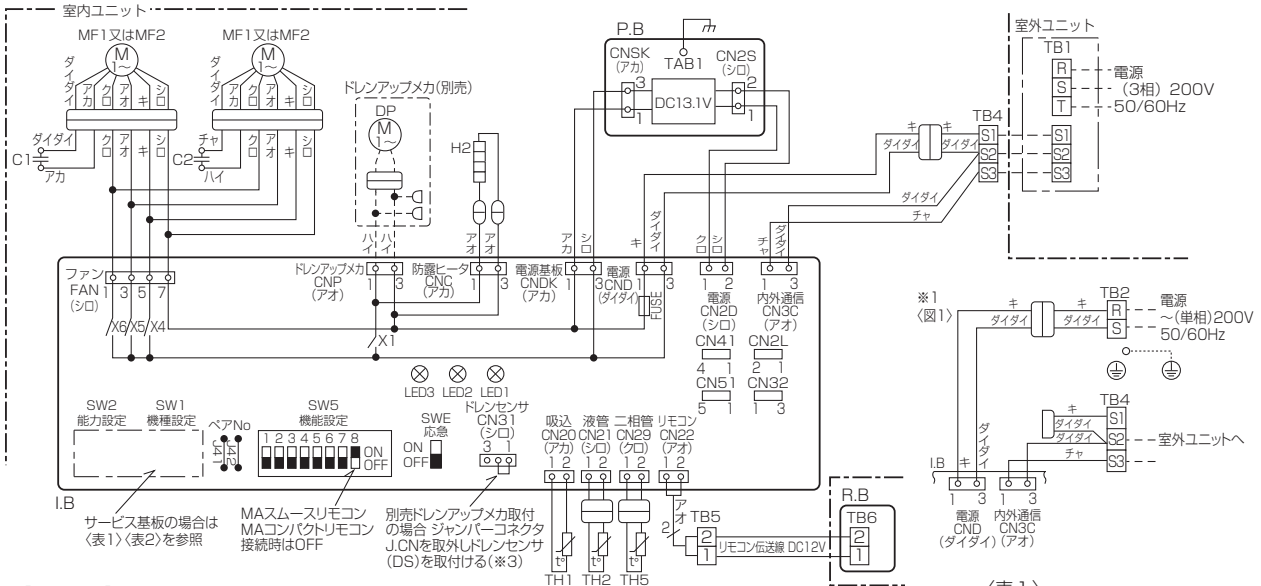 室内ユニット
MF1又はMF2
M
1～
ダイダイ
アカ
クロ
アオ
キ
シロ
ダイダイ
C1
アカ
クロ
アオ
キ
シロ
MF1又はMF2
M
1～
ダイダイ
アカ
クロ
アオ
キ
シロ
チャ
C2
ハイ
クロ
アオ
キ
シロ
ドレンアップメカ(別売)
DP
M
1～
ハイ
ハイ
H2
アオ
アオ
P.B
CNSK
(アカ)
TAB1
CN2S
(シロ)
3
1
DC13.1V
2
1
アカ
シロ
キ
ダイダイ
クロ
シロ
チャ
ダイダイ
キ
ダイダイ
キ
ダイダイ
ダイダイ
チャ
TB4
S1
S2
S3
室外ユニット
TB1
R
S
T
S1
S2
S3
電源
(3相) 200V
50/60Hz
ファン
FAN
(シロ)
1 3 5 7
X6 X5 X4
ドレンアップメカ
CNP
(アオ)
1 3
X1
防露ヒータ
CNC
(アカ)
1 3
電源基板
CNDK
(アカ)
1 3
電源
CND
(ダイダイ)
1 3
FUSE
1 2
電源
CN2D
(シロ)
1 3
内外通信
CN3C
(アオ)
CN41
4 1
CN2L
2 1
CN51
5 1
CN32
1 3
LED3 LED2 LED1
SW2
能力設定
SW1
機種設定
ペアNo
J41
J42
SW5
機能設定
1 2 3 4 5 6 7 8
ON
OFF
SWE
応急
ON
OFF
ドレンセンサ
CN31
(シロ)
3 1
吸込
CN20
(アカ)
1 2
液管
CN21
(シロ)
1 2
二相管
CN29
(クロ)
1 2
リモコン
CN22
(アオ)
1 2
I.B
サービス基板の場合は
〈表1〉〈表2〉を参照
MAスムースリモコン
MAコンパクトリモコン
接続時はOFF
別売ドレンアップメカ取付
の場合 ジャンパーコネクタ
J.CNを取外しドレンセンサ
(DS)を取付ける(※3)
t°
TH1
t°
TH2
t°
TH5
アオ
2
TB5
2
1
リモコン伝送線 DC12V
R.B
TB6
2
1
※1
〈図1〉
キ
ダイダイ
キ
ダイダイ
TB2
R
S
電源
～(単相)200V
50/60Hz
TB4
S1
S2
S3
室外ユニットへ
キ
ダイダイ
チャ
I.B
キ
ダイダイ
1 3
電源
CND
(ダイダイ)
1 3
内外通信
CN3C
(アオ)